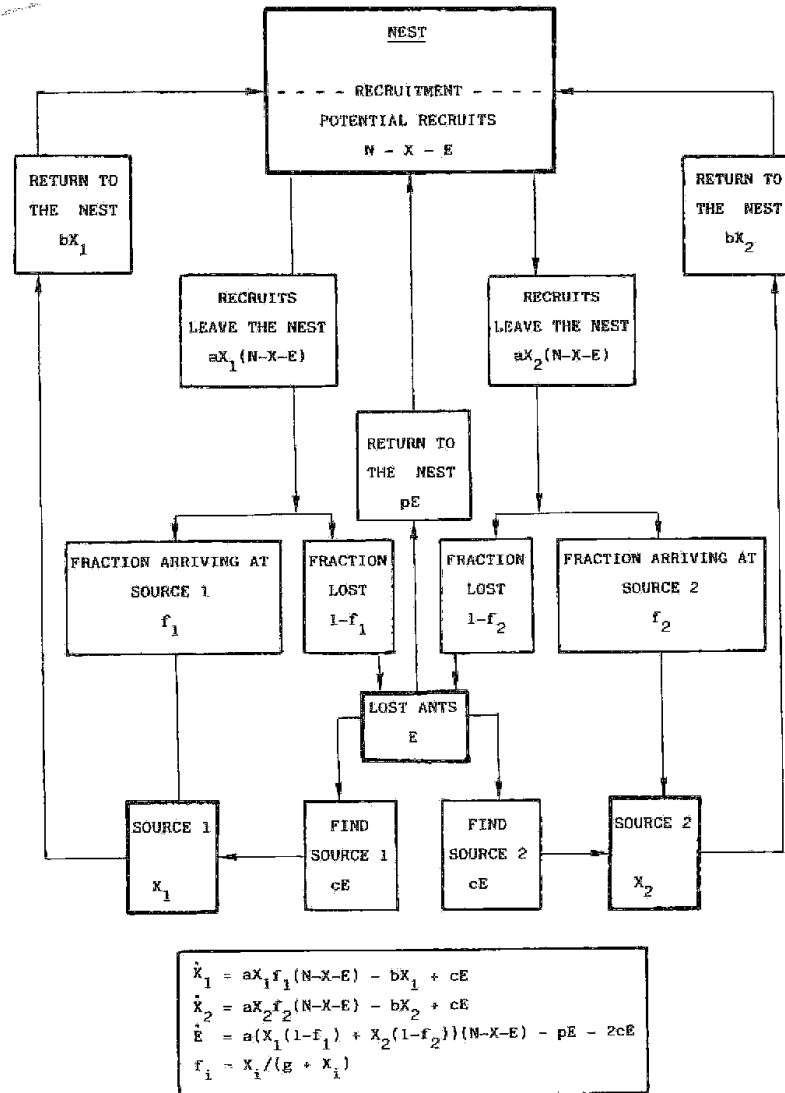 NEST
- - - - RECRUITMENT - - - -
POTENTIAL RECRUITS
N - X - E
RETURN TO
THE NEST
bX₁
RETURN TO
THE NEST
bX₂
RECRUITS
LEAVE THE NEST
aX₁(N-X-E)
RECRUITS
LEAVE THE NEST
aX₂(N-X-E)
RETURN TO
THE NEST
pE
FRACTION ARRIVING AT
SOURCE 1
f₁
FRACTION
LOST
1-f₁
FRACTION
LOST
1-f₂
FRACTION ARRIVING AT
SOURCE 2
f₂
LOST ANTS
E
SOURCE 1
X₁
FIND
SOURCE 1
cE
FIND
SOURCE 2
cE
SOURCE 2
X₂
Ẋ₁ = aX₁f₁(N-X-E) - bX₁ + cE
Ẋ₂ = aX₂f₂(N-X-E) - bX₂ + cE
Ė = a(X₁(1-f₁) + X₂(1-f₂))(N-X-E) - pE - 2cE
fᵢ = Xᵢ/(g + Xᵢ)